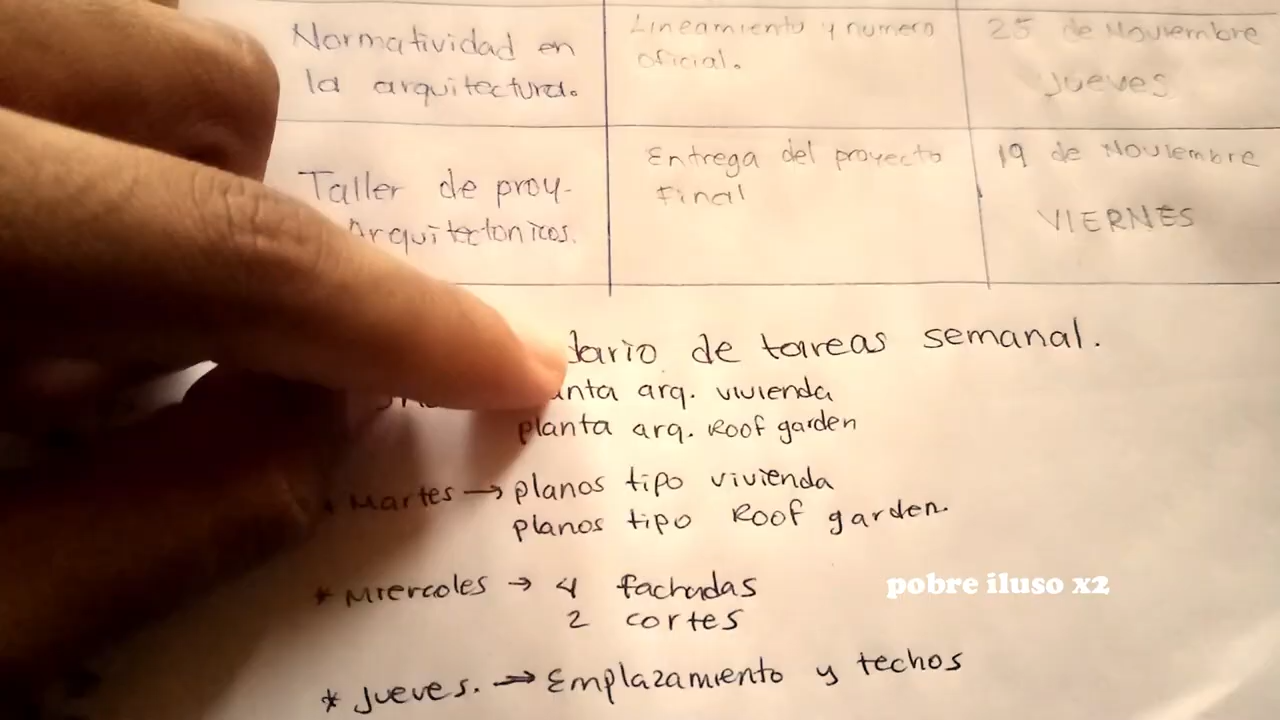 Normatividad en
la arquitectura.
Lineamiento y numero
oficial.
25 de Noviembre
Jueves
Taller de proy-
Arquitectonicos.
Entrega del proyecto
Final
19 de Noviembre
VIERNES
de tareas semanal.
arq. vivienda
planta arq. Roof garden
* Martes → planos tipo vivienda
planos tipo Roof garden.
* Miercoles → 4 fachadas
2 cortes
pobre iluso x2
* Jueves. → Emplazamiento y techos